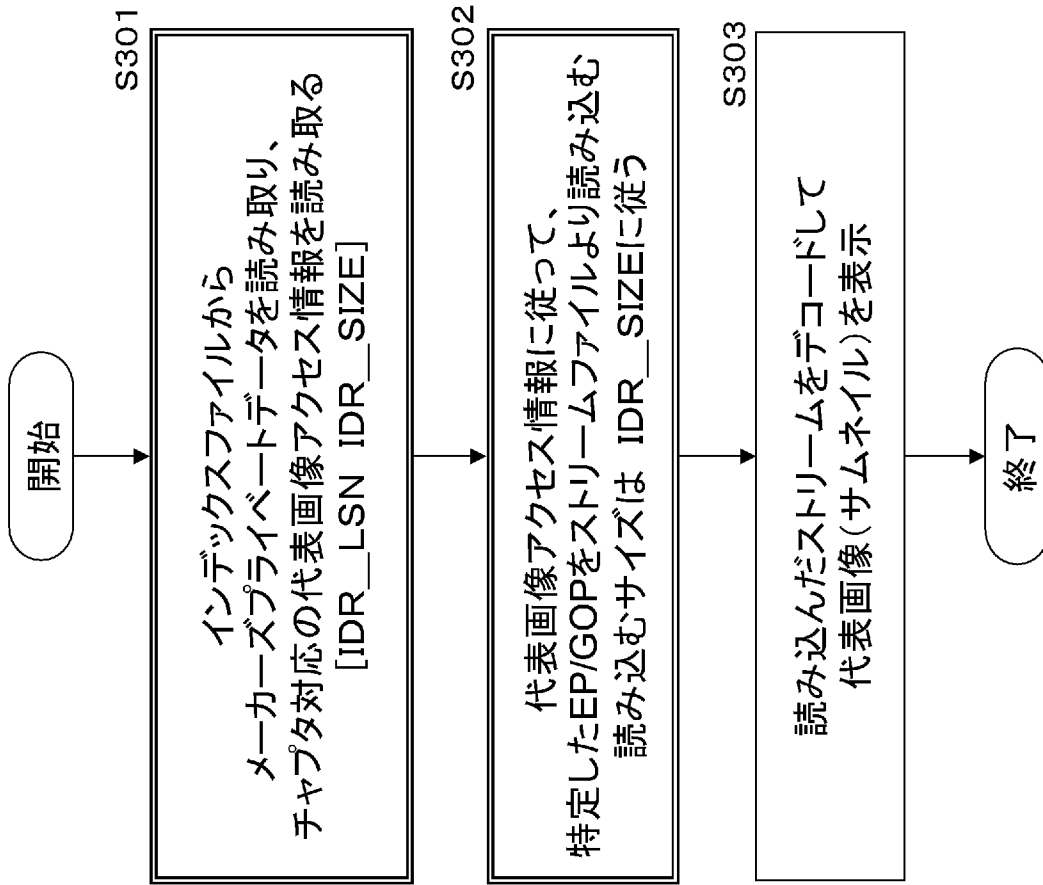 開始
S301
インデックスファイルから
メーカーズプライベートデータを読み取り、
チャプタ対応の代表画像アクセス情報を読み取る
[IDR__LSN IDR__SIZE]
S302
代表画像アクセス情報に従って、
特定したEP/GOPをストリームファイルより読み込む
読み込むサイズは IDR__SIZEに従う
S303
読み込んだストリームをデコードして
代表画像(サムネイル)を表示
終了